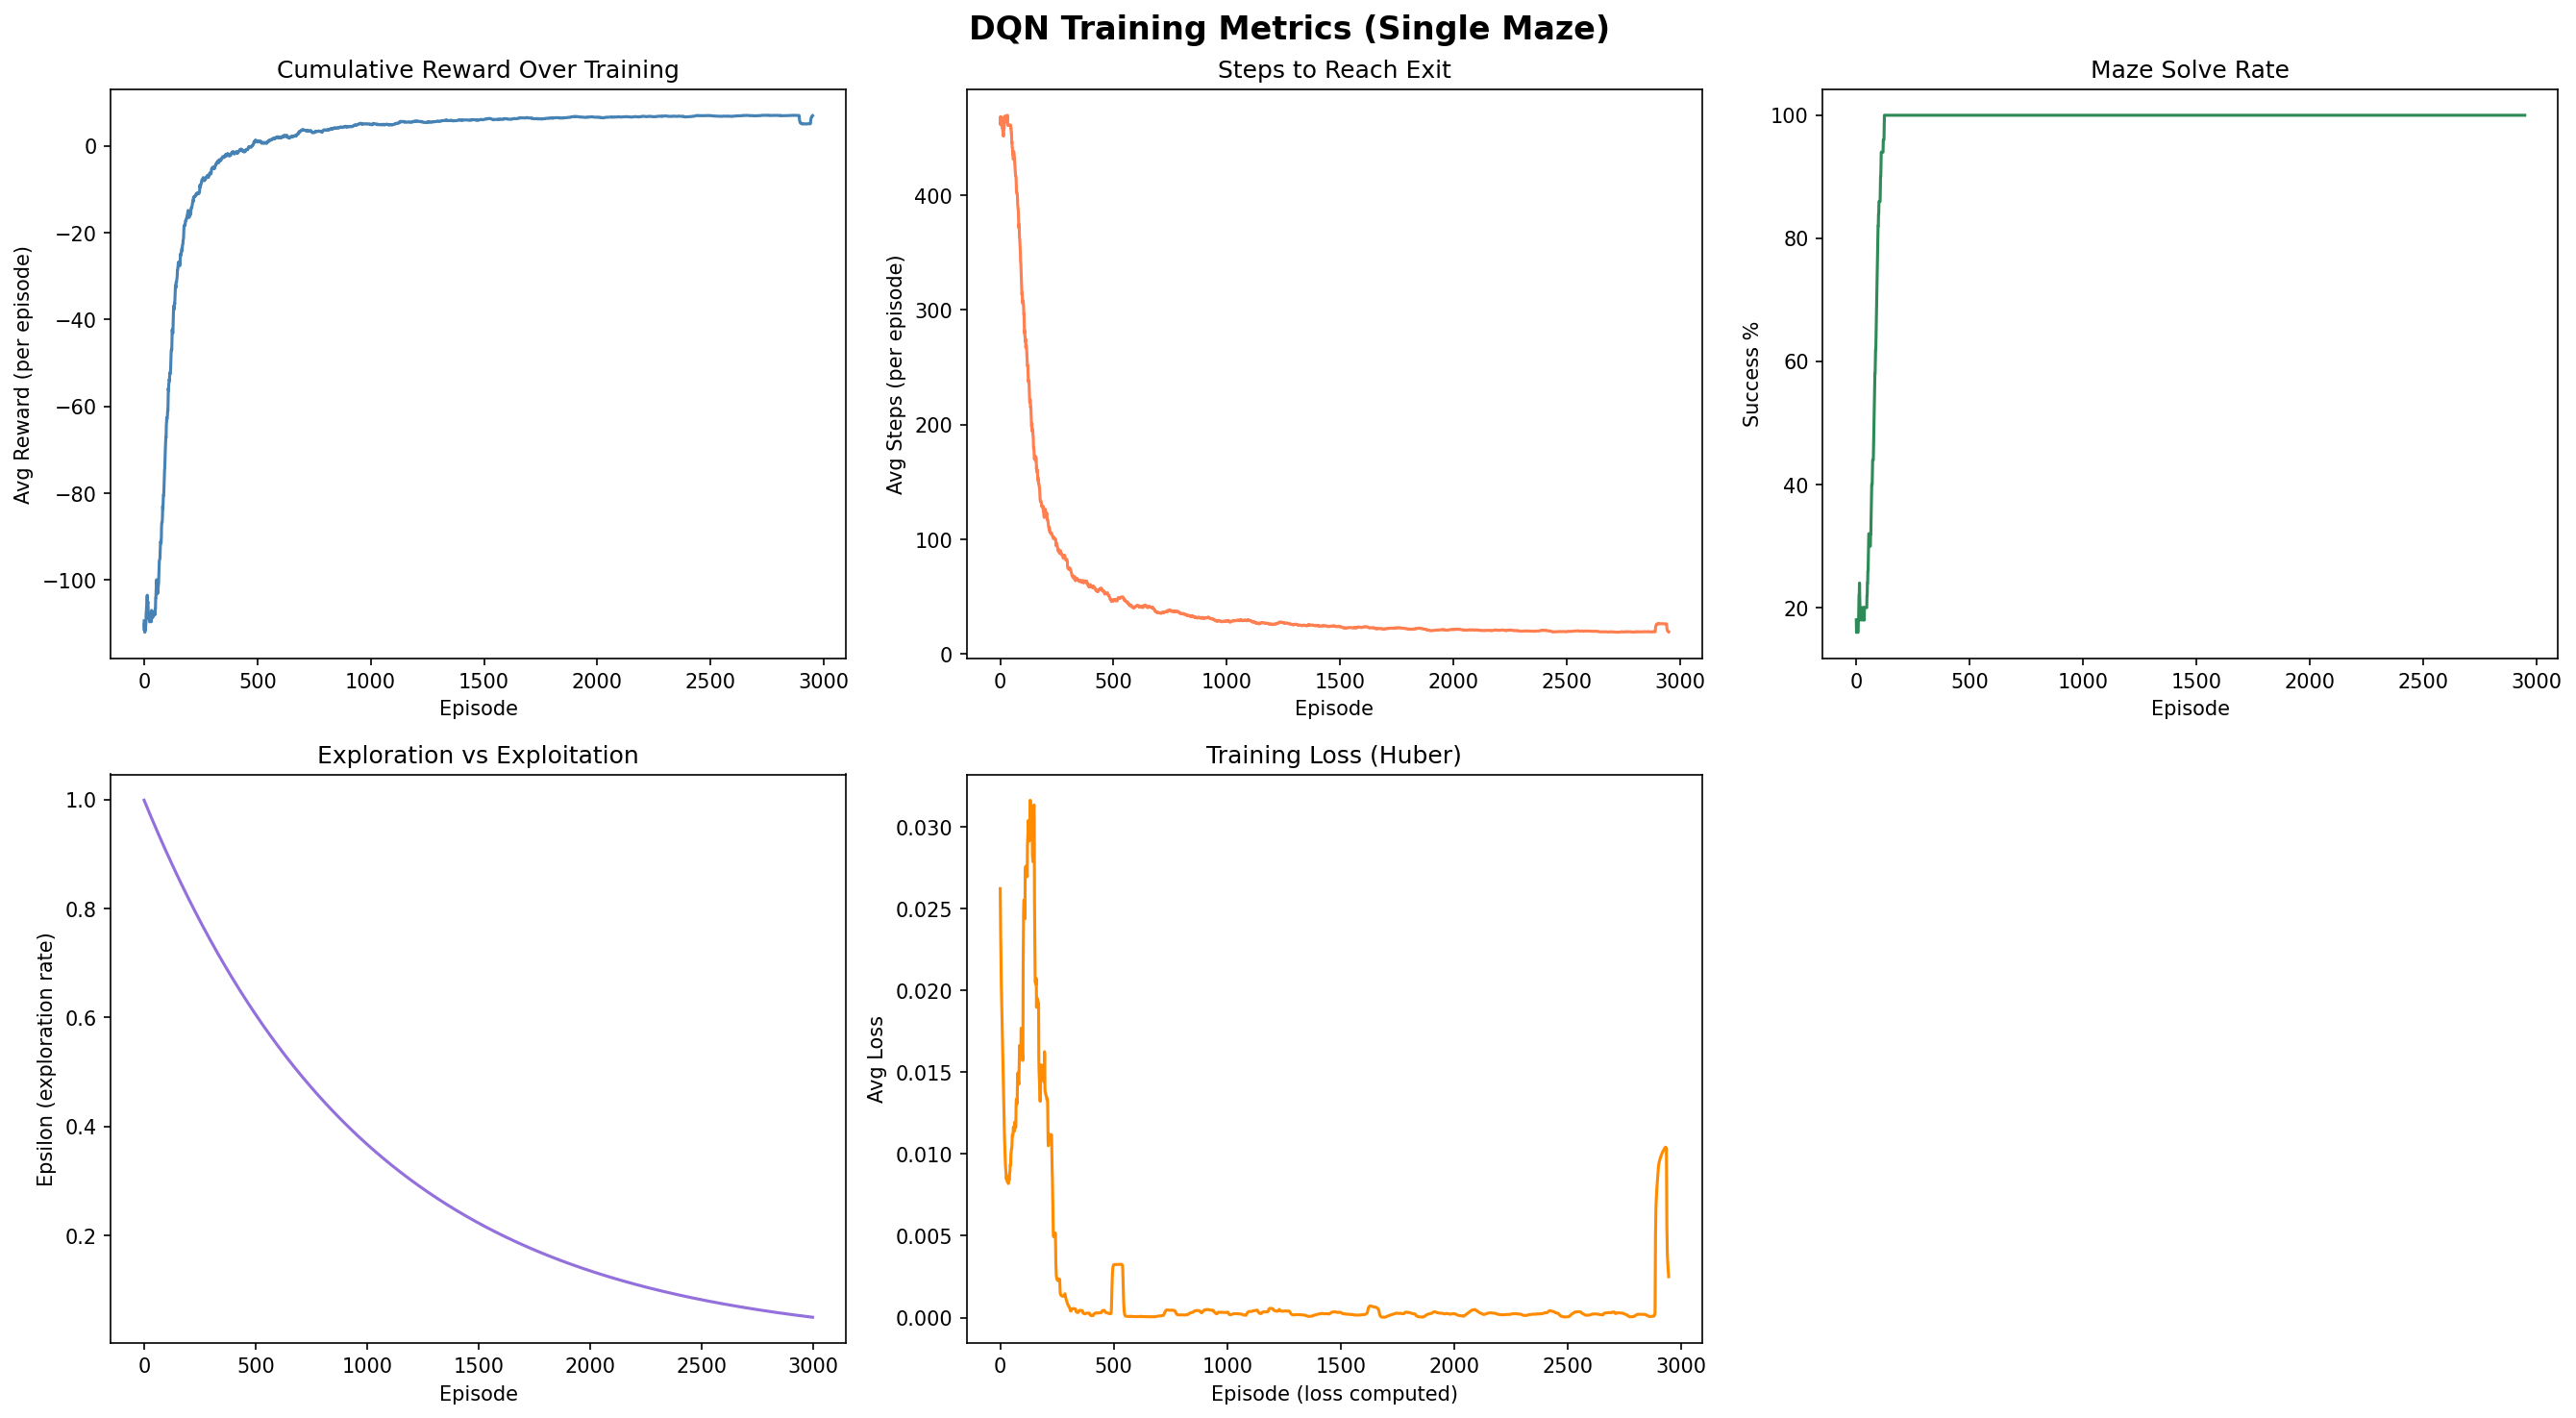 DQN Training Metrics (Single Maze)
Cumulative Reward Over Training
Avg Reward (per episode)
0
−20
−40
−60
−80
−100
0 500 1000 1500 2000 2500 3000
Episode
Steps to Reach Exit
Avg Steps (per episode)
400
300
200
100
0
0 500 1000 1500 2000 2500 3000
Episode
Maze Solve Rate
Success %
100
80
60
40
20
0 500 1000 1500 2000 2500 3000
Episode
Exploration vs Exploitation
Epsilon (exploration rate)
1.0
0.8
0.6
0.4
0.2
0 500 1000 1500 2000 2500 3000
Episode
Training Loss (Huber)
Avg Loss
0.030
0.025
0.020
0.015
0.010
0.005
0.000
0 500 1000 1500 2000 2500 3000
Episode (loss computed)